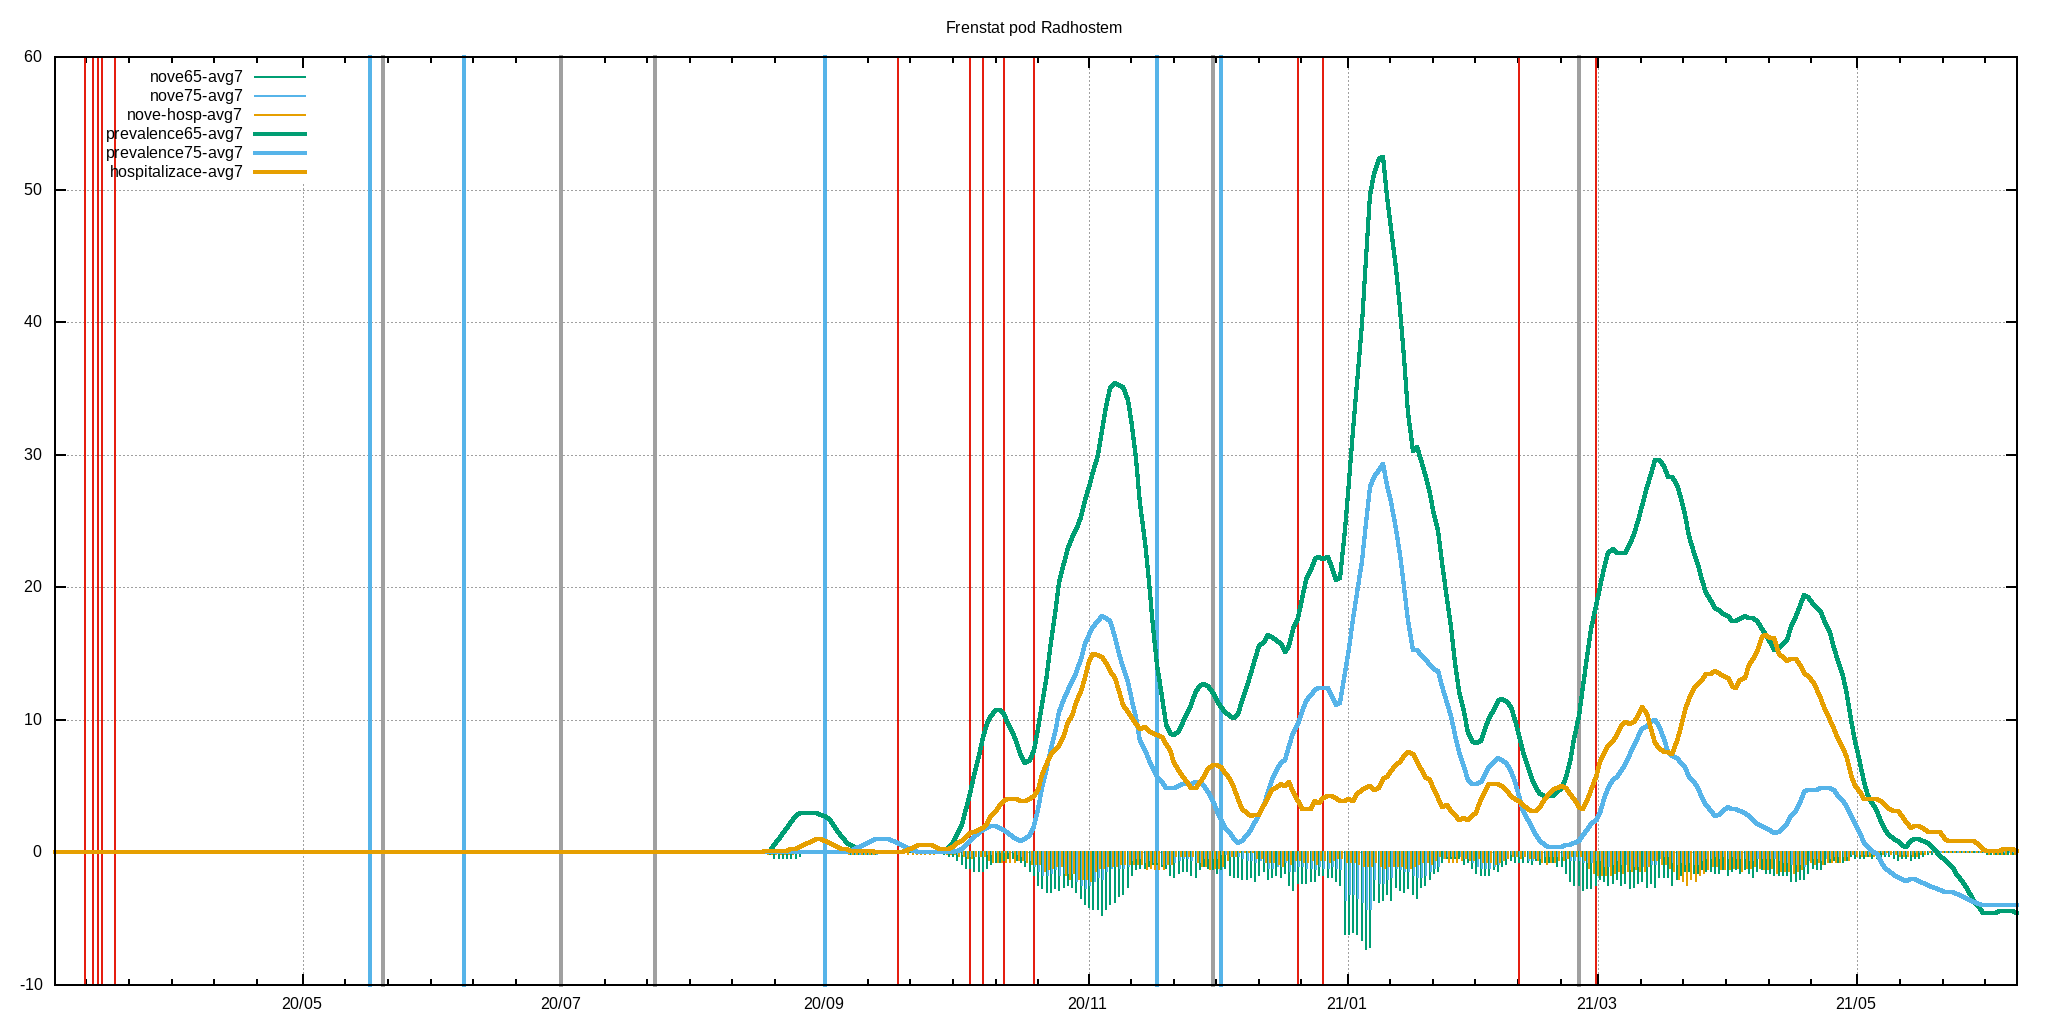 Frenstat pod Radhostem
60
50
40
30
20
10
0
-10
nove65-avg7
nove75-avg7
nove-hosp-avg7
prevalence65-avg7
prevalence75-avg7
hospitalizace-avg7
20/05 20/07 20/09 20/11 21/01 21/03 21/05